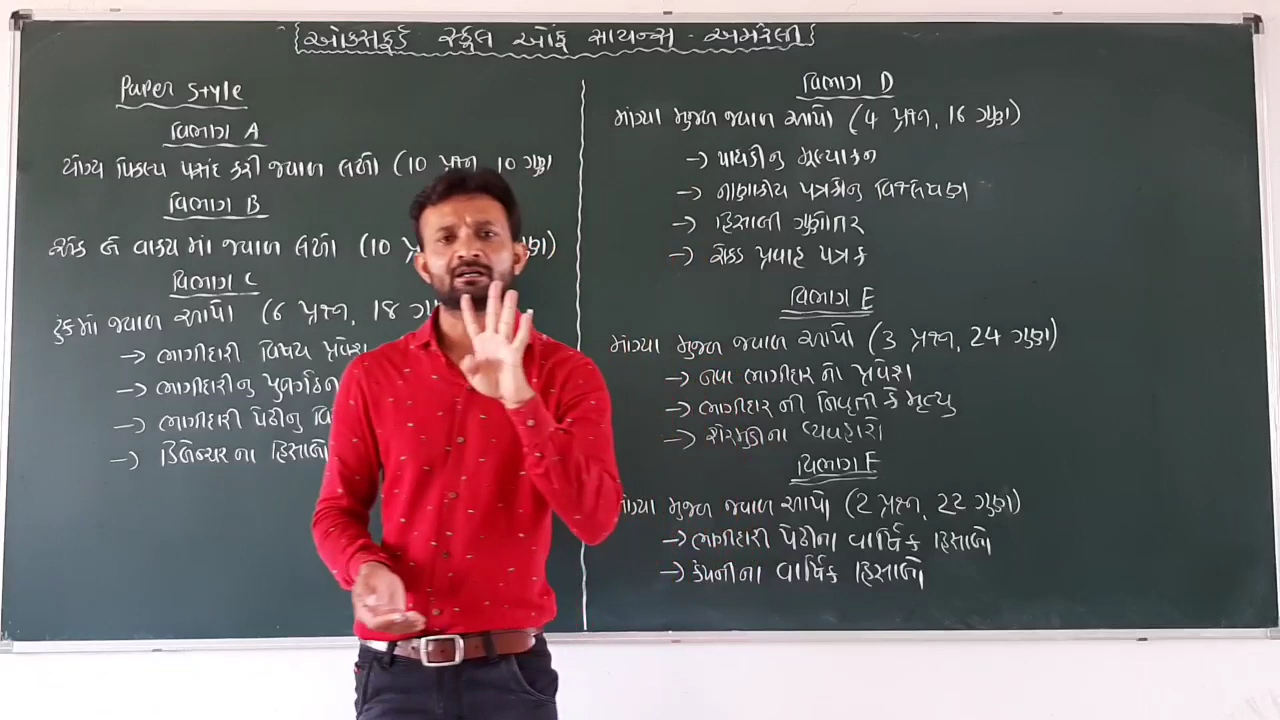 {ઓક્સફર્ડ સ્કૂલ ઓફ સાયન્સ - અમરેલી}
Paper Style
વિભાગ A
યોગ્ય વિકલ્પ પસંદ કરી જવાબ લખો (10 પ્રશ્ન, 10 ગુણ
વિભાગ B
એક બે વાક્ય માં જવાબ લખો (10
વિભાગ C
ટુંકમાં જવાબ આપો (6 પ્રશ્ન, 18
→ ભાગીદારી વિષય પ્રવેશ
→ ભાગીદારીનુ પુનર્ગઠન
→ ભાગીદારી પેઢીનુ
→ ડિબેન્ચર ના હિસાબો
વિભાગ D
માંગ્યા મુજબ જવાબ આપો (4 પ્રશ્ન, 16 ગુણ)
→ પાઘડીનુ મૂલ્યાકન
→ નાણાકીય પત્રકોનુ વિશ્લેષણ
→ હિસાબી ગુણોત્તર
→ રોકડ પ્રવાહ પત્રક
વિભાગ E
માંગ્યા મુજબ જવાબ આપો (3 પ્રશ્ન, 24 ગુણ)
→ નવા ભાગીદાર નો પ્રવેશ
→ ભાગીદાર ની નિવૃતી કે મૃત્યુ
→ શેરમુડીના વ્યવહારો
વિભાગ F
માંગ્યા મુજબ જવાબ આપો (2 પ્રશ્ન, 22 ગુણ)
→ ભાગીદારી પેઢીના વાર્ષિક હિસાબો
→ કંપનીના વાર્ષિક હિસાબો